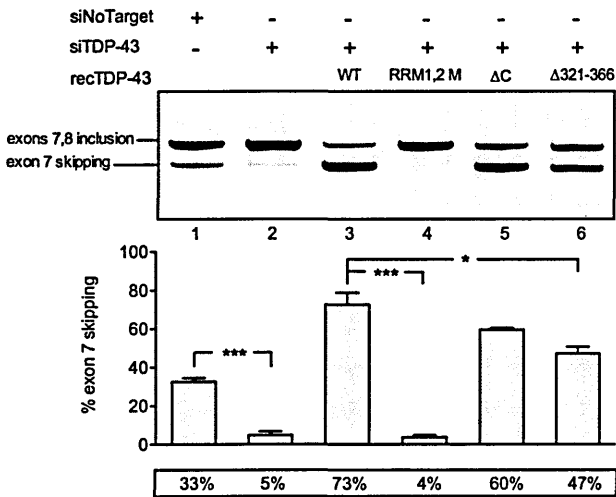 siNoTarget + - - - - -
siTDP-43 - + + + + +
recTDP-43 WT RRM1,2 M ΔC Δ321-366
exons 7,8 inclusion
exon 7 skipping
1 2 3 4 5 6
% exon 7 skipping
100
80
60
40
20
0
***
***
*
33% 5% 73% 4% 60% 47%